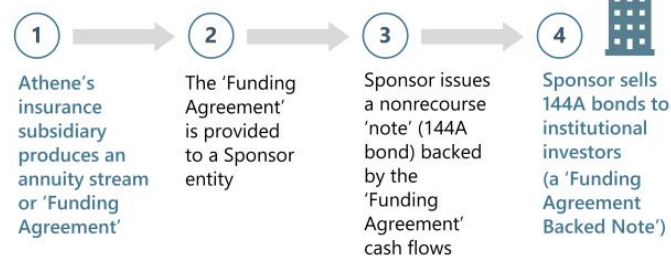 1
2
3
4
Athene's
insurance
subsidiary
produces an
annuity stream
or 'Funding
Agreement'
The 'Funding
Agreement'
is provided
to a Sponsor
entity
Sponsor issues
a nonrecourse
'note' (144A
bond) backed
by the
'Funding
Agreement'
cash flows
Sponsor sells
144A bonds to
institutional
investors
(a 'Funding
Agreement
Backed Note')